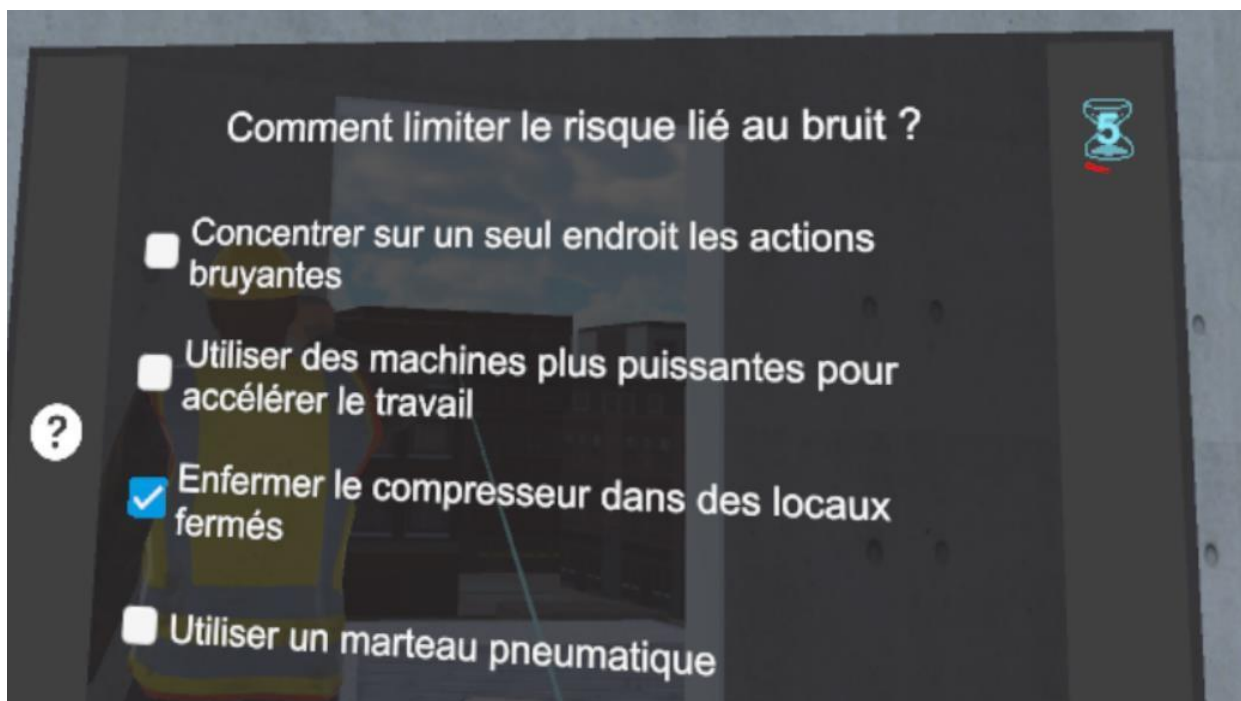 Comment limiter le risque lié au bruit ?
5
Concentrer sur un seul endroit les actions
bruyantes
Utiliser des machines plus puissantes pour
accélérer le travail
?
Enfermer le compresseur dans des locaux
fermés
Utiliser un marteau pneumatique